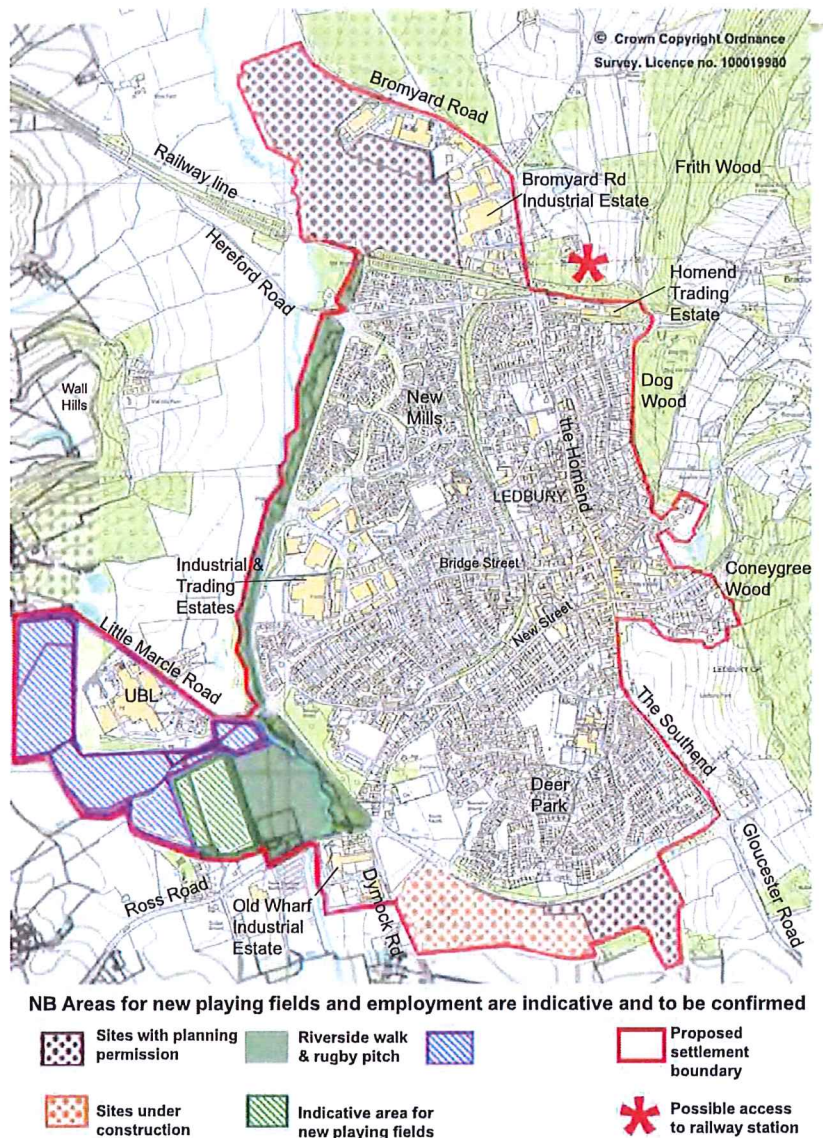 © Crown Copyright Ordnance
Survey. Licence no. 100019980
Bromyard Road
Frith Wood
Railway line
Bromyard Rd
Industrial Estate
Hereford Road
Homend
Trading
Estate
Wall
Hills
New
Mills
Dog
Wood
the Homend
LEDBURY
Industrial &
Trading
Estates
Bridge Street
Coneygree
Wood
New Street
Little Marcle Road
LEDBURY CP
UBL
The Southend
Deer
Park
Gloucester Road
Ross Road
Old Wharf
Industrial
Estate
Dymock Rd
NB Areas for new playing fields and employment are indicative and to be confirmed
Sites with planning
permission
Riverside walk
& rugby pitch
Proposed
settlement
boundary
Sites under
construction
Indicative area for
new playing fields
Possible access
to railway station